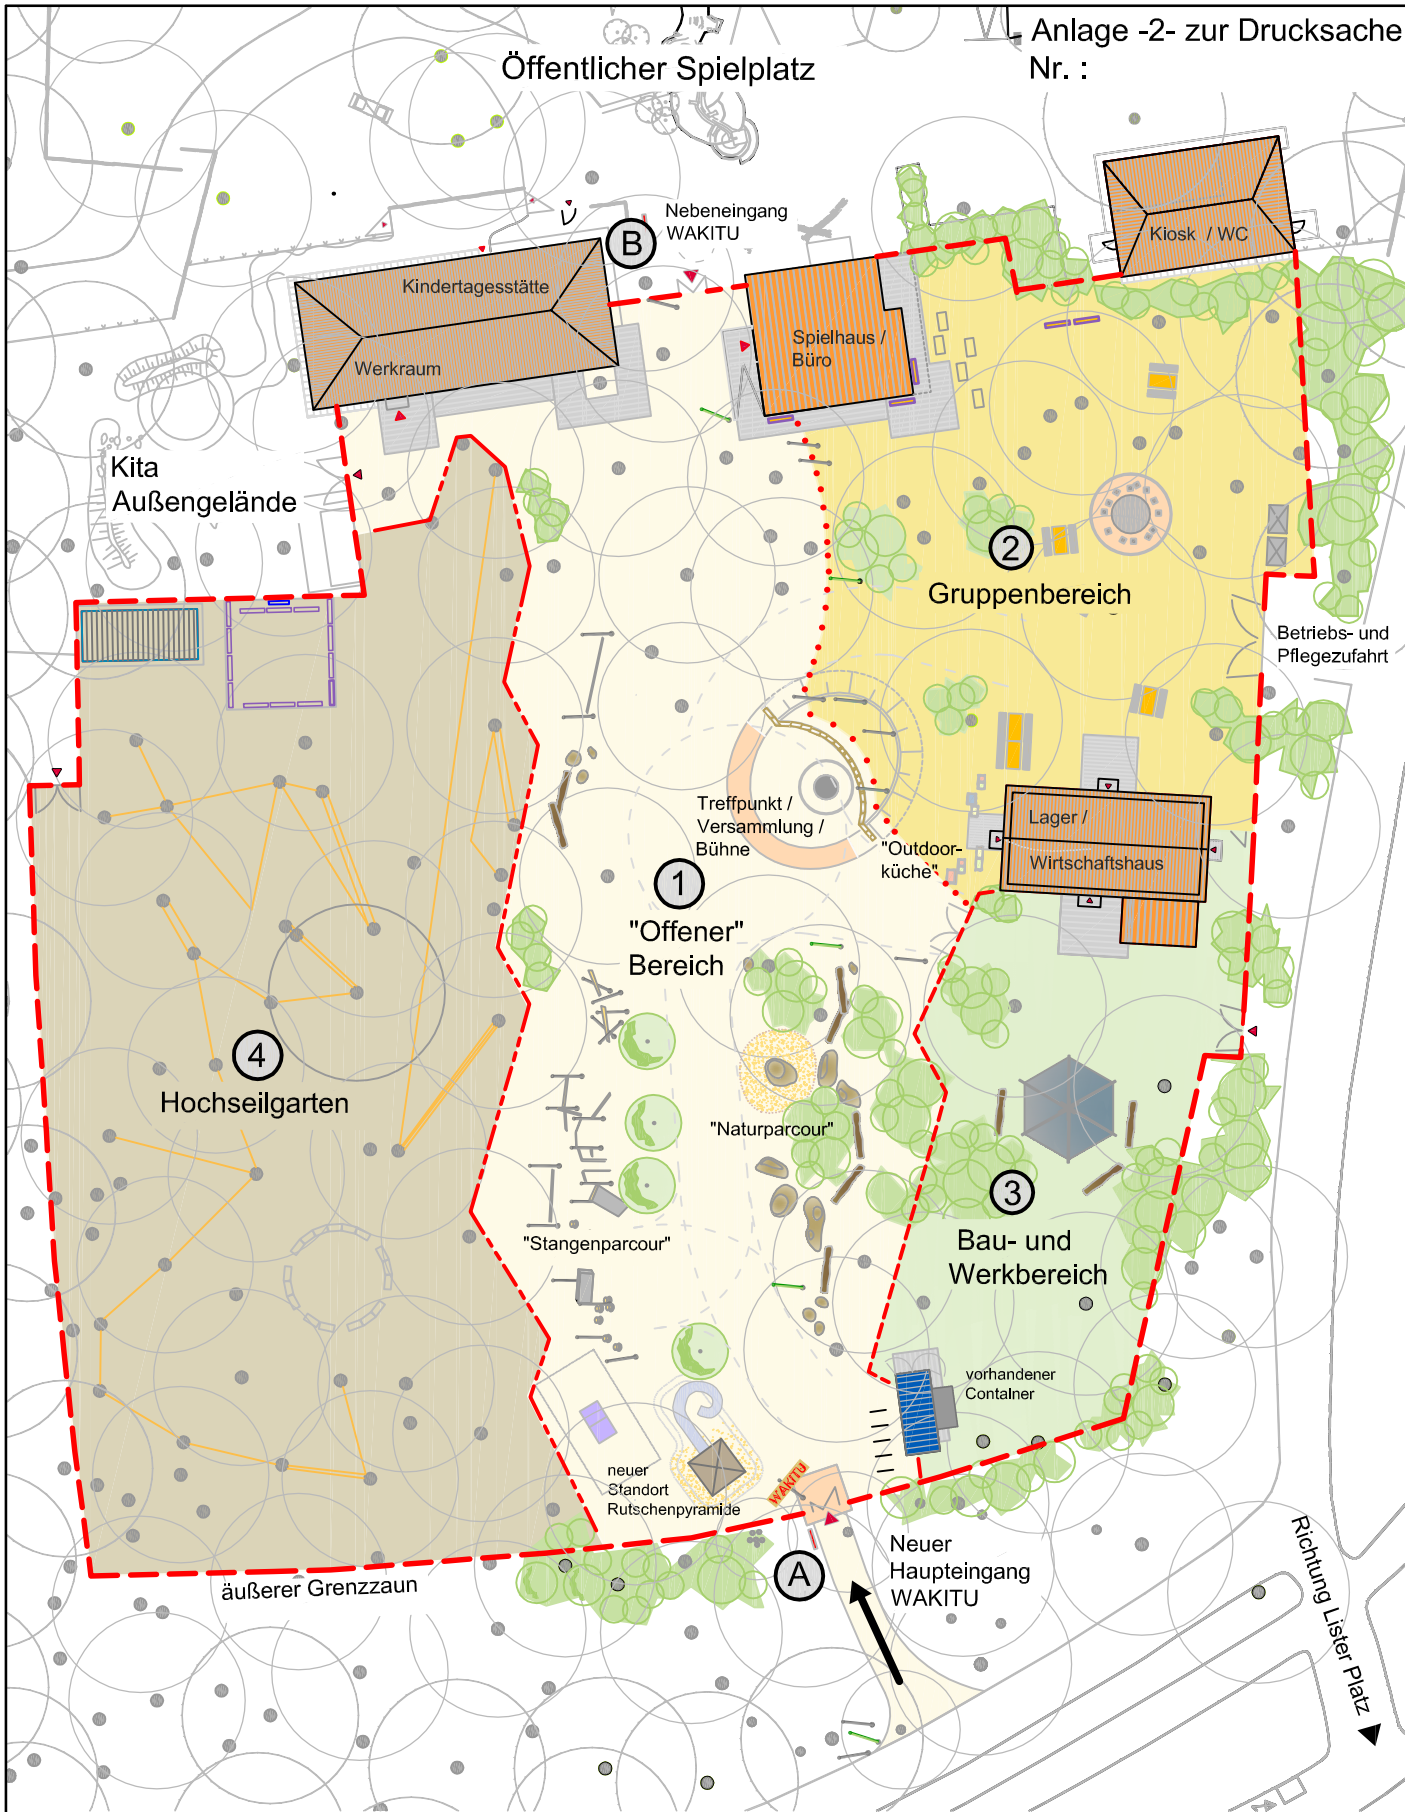 Anlage -2- zur Drucksache
Nr. :
Öffentlicher Spielplatz
B
Nebeneingang
WAKITU
Kiosk / WC
Kindertagesstätte
Werkraum
Spielhaus /
Büro
Kita
Außengelände
2
Gruppenbereich
Betriebs- und
Pflegezufahrt
Treffpunkt /
Versammlung /
Bühne
"Outdoor-
küche"
Lager /
Wirtschaftshaus
1
"Offener"
Bereich
4
Hochseilgarten
"Naturparcour"
3
Bau- und
Werkbereich
"Stangenparcour"
vorhandener
Container
neuer
Standort
Rutschenpyramide
WAKITU
A
Neuer
Haupteingang
WAKITU
äußerer Grenzzaun
Richtung Lister Platz